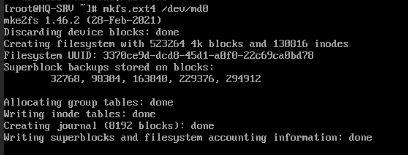 [root@HQ-SRV ~]# mkfs.ext4 /dev/md0
mke2fs 1.46.2 (28-Feb-2021)
Discarding device blocks: done
Creating filesystem with 523264 4k blocks and 130816 inodes
Filesystem UUID: 3370ce9d-dcd8-45d1-a0f8-22c69ca0bd78
Superblock backups stored on blocks:
32768, 98304, 163840, 229376, 294912
Allocating group tables: done
Writing inode tables: done
Creating journal (8192 blocks): done
Writing superblocks and filesystem accounting information: done